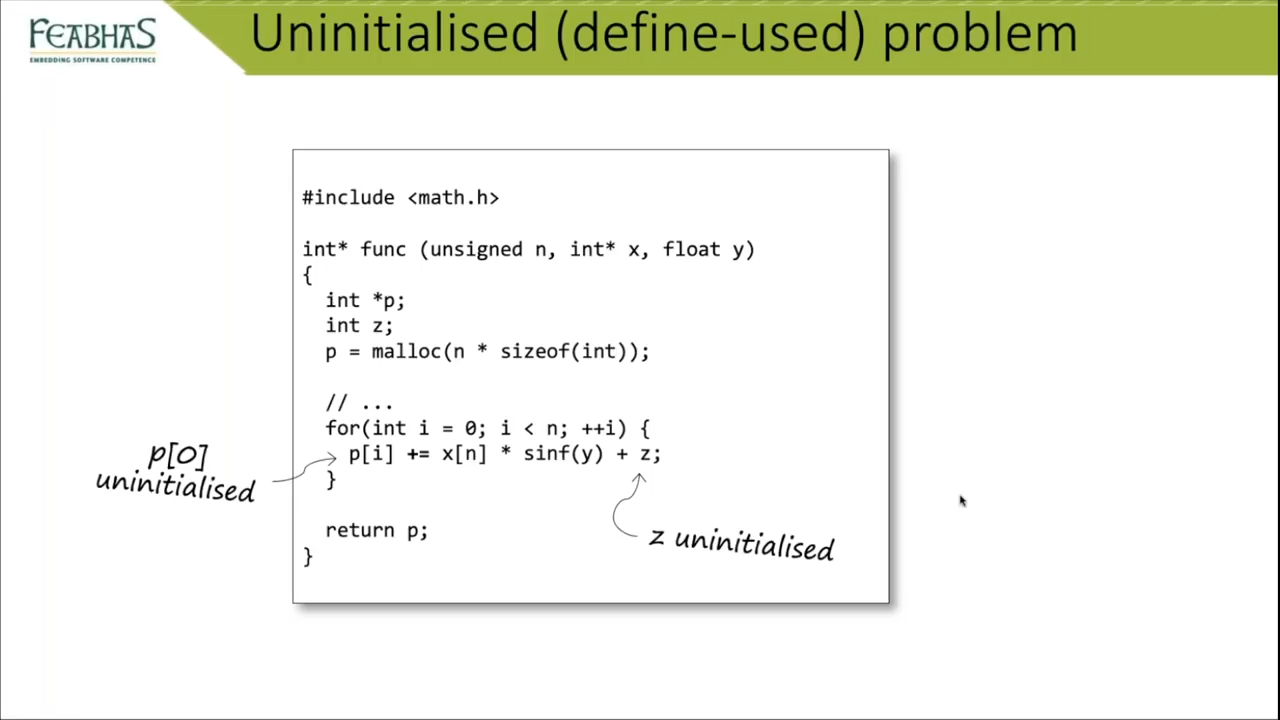 FEABHAS
EMBEDDING SOFTWARE COMPETENCE
Uninitialised (define-used) problem
#include <math.h>
int* func (unsigned n, int* x, float y)
{
int *p;
int z;
p = malloc(n * sizeof(int));
// ...
for(int i = 0; i < n; ++i) {
p[i] += x[n] * sinf(y) + z;
}
return p;
}
p[0]
uninitialised
z uninitialised